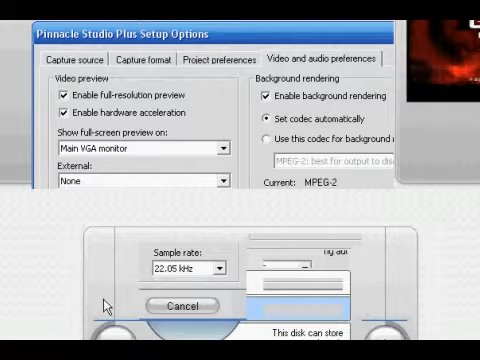 Pinnacle Studio Plus Setup Options
Capture source
Capture format
Project preferences
Video and audio preferences
Video preview
Enable full-resolution preview
Enable hardware acceleration
Show full-screen preview on:
Main VGA monitor
External:
None
Background rendering
Enable background rendering
Set codec automatically
Use this codec for background
MPEG-2: best for output to dis
Current: MPEG-2
Sample rate:
22.05 kHz
Cancel
This disk can store